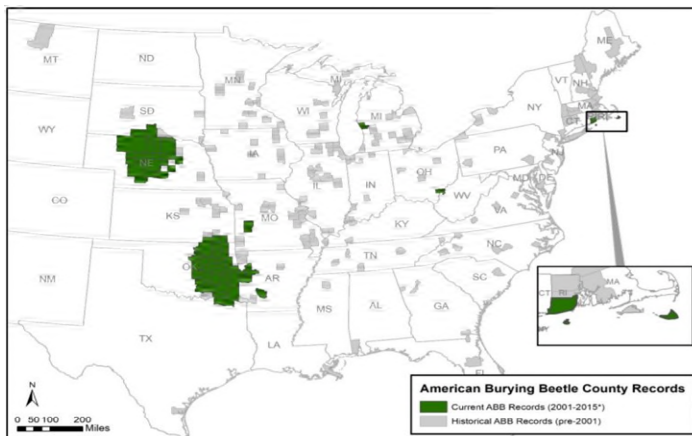 MT
ND
MN
ME
VT
NH
SD
WI
MI
NY
MA
CT
WY
IA
PA
NJ
NE
OH
IL
IN
MD
DE
WV
CO
KS
MO
VA
KY
NC
TN
NM
AR
SC
MS
AL
GA
TX
LA
FL
CT
RI
MA
American Burying Beetle County Records
Current ABB Records (2001-2015*)
Historical ABB Records (pre-2001)
N
0 50 100 200
Miles